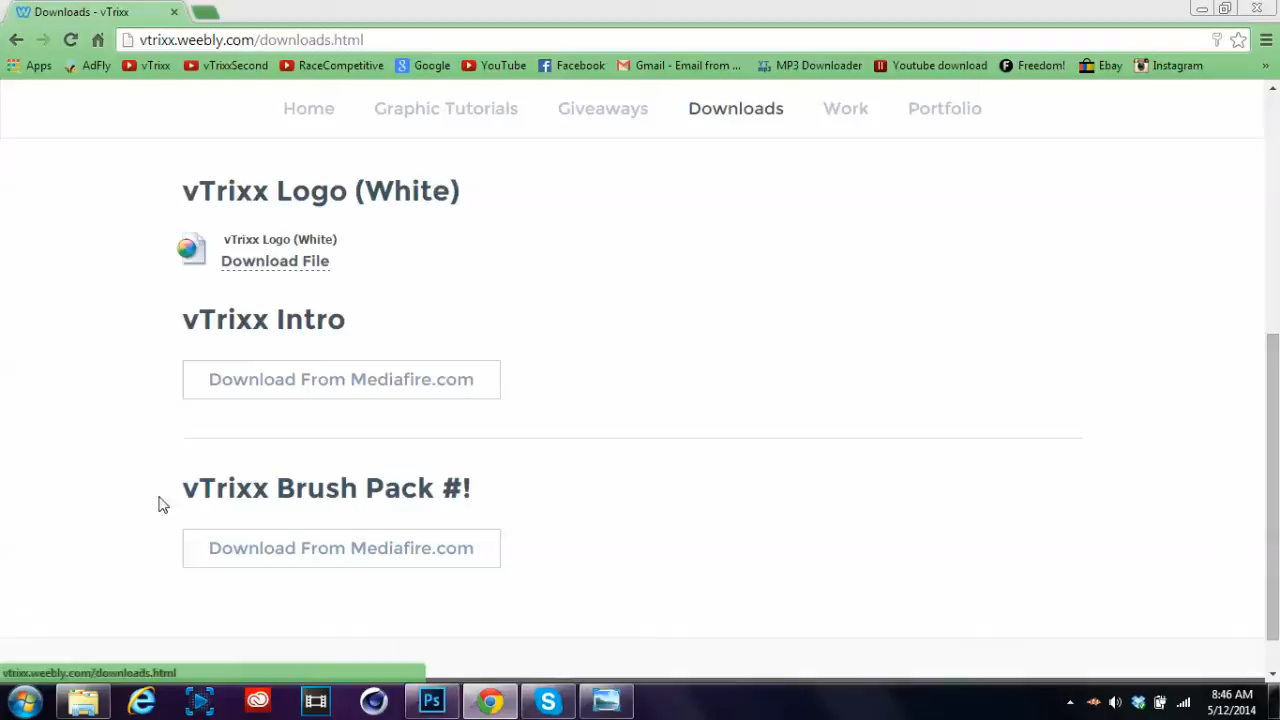 Downloads - vTrixx
vtrixx.weebly.com/downloads.html
Apps AdFly vTrixx vTrixxSecond RaceCompetitive Google YouTube Facebook Gmail - Email from ... MP3 Downloader Youtube download Freedom! Ebay Instagram »
Home Graphic Tutorials Giveaways Downloads Work Portfolio
vTrixx Logo (White)
vTrixx Logo (White)
Download File
vTrixx Intro
Download From Mediafire.com
vTrixx Brush Pack #!
Download From Mediafire.com
vtrixx.weebly.com/downloads.html
8:46 AM
5/12/2014